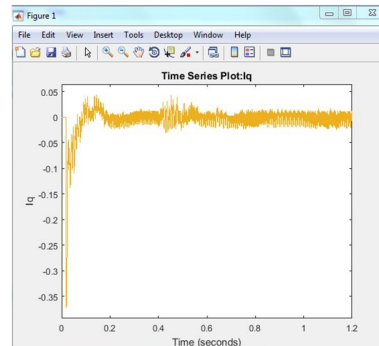 Figure 1
File Edit View Insert Tools Desktop Window Help
Time Series Plot:Iq
0.05
0
-0.05
-0.1
-0.15
-0.2
-0.25
-0.3
-0.35
Iq
0 0.2 0.4 0.6 0.8 1 1.2
Time (seconds)